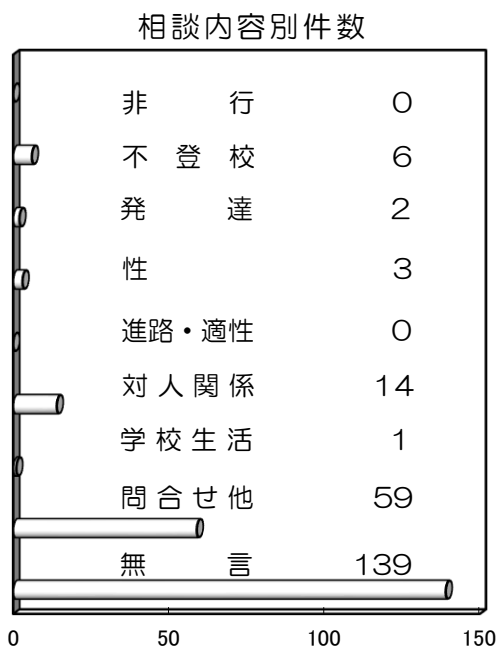 相談内容別件数
非行 0
不登校 6
発達 2
性 3
進路・適性 0
対人関係 14
学校生活 1
問合せ他 59
無言 139
0 50 100 150